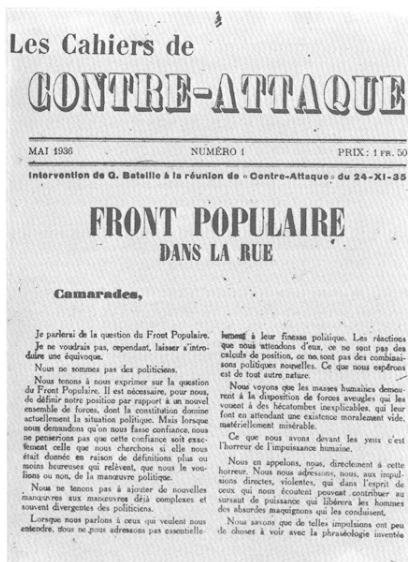 Les Cahiers de
CONTRE-ATTAQUE
MAI 1936 NUMÉRO 1 PRIX : 1 FR. 50
Intervention de G. Bataille à la réunion de « Contre-Attaque » du 24-XI-35
FRONT POPULAIRE
DANS LA RUE
Camarades,
Je parlerai de la question du Front Populaire.
Je ne voudrais pas, cependant, laisser s'intro-
duire une équivoque.
Nous ne sommes pas des politiciens.
Nous tenons à nous exprimer sur la question
du Front Populaire. Il est nécessaire, pour nous,
de définir notre position par rapport à un nouvel
ensemble de forces, dont la constitution domine
actuellement la situation politique. Mais lorsque
nous demandons qu'on nous fasse confiance, nous
ne penserions pas que cette confiance soit exac-
tement celle que nous cherchons si elle nous
était donnée en raison de définitions plus ou
moins heureuses qui relèvent, que nous le vou-
lions ou non, de la manœuvre politique.
Nous ne tenons pas à ajouter de nouvelles
manœuvres aux manœuvres déjà complexes et
souvent divergentes des politiciens.
Lorsque nous parlons à ceux qui veulent nous
entendre, nous ne nous adressons pas essentielle-
lement à leur finesse politique. Les réactions
que nous attendons d'eux, ce ne sont pas des
calculs de position, ce ne sont pas des combinai-
sons politiques nouvelles. Ce que nous espérons
est de tout autre nature.
Nous voyons que les masses humaines demeu-
rent à la disposition de forces aveugles qui les
vouent à des hécatombes inexplicables, qui leur
font en attendant une existence moralement vide,
matériellement misérable.
Ce que nous avons devant les yeux c'est
l'horreur de l'impuissance humaine.
Nous en appelons, nous, directement à cette
horreur. Nous nous adressons, nous, aux impul-
sions directes, violentes, qui dans l'esprit de
ceux qui nous écoutent peuvent contribuer au
sursaut de puissance qui libérera les hommes
des absurdes maquignons qui les conduisent.
Nous savons que de telles impulsions ont peu
de choses à voir avec la phraséologie inventée